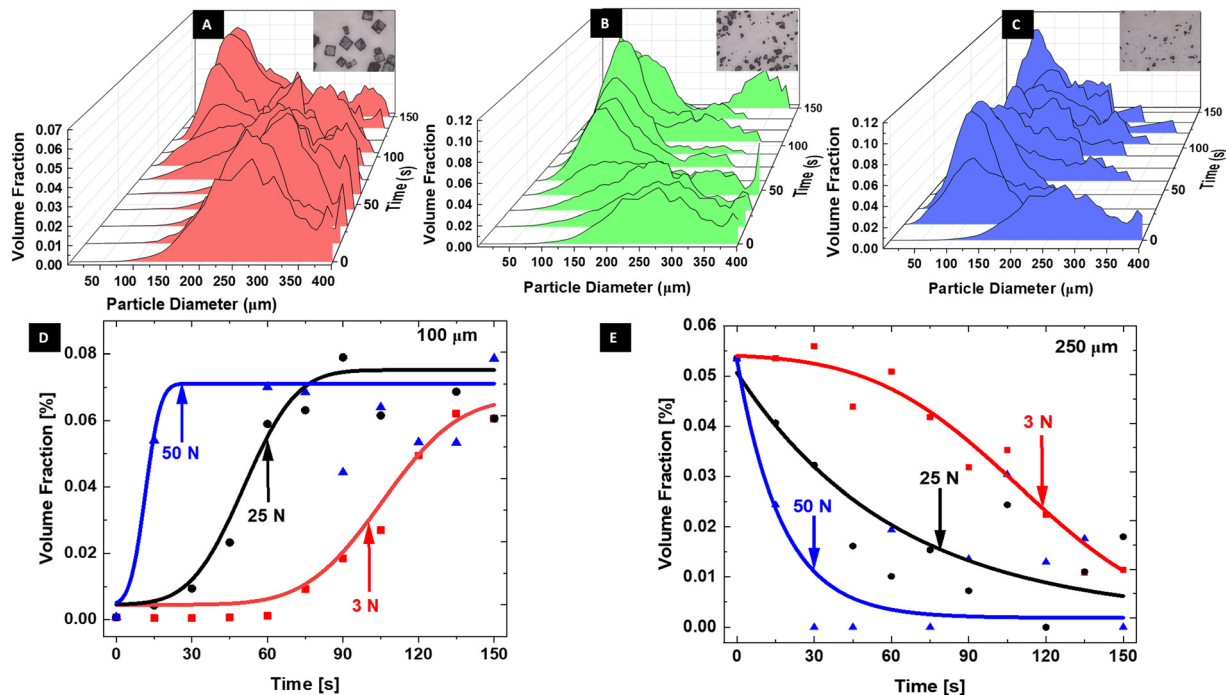 A
B
C
Volume Fraction
0.07
0.06
0.05
0.04
0.03
0.02
0.01
0.00
50 100 150 200 250 300 350 400
Particle Diameter (µm)
0
50
100
150
Time (s)
Volume Fraction
0.12
0.10
0.08
0.06
0.04
0.02
0.00
50 100 150 200 250 300 350 400
Particle Diameter (µm)
0
50
100
150
Time (s)
Volume Fraction
0.12
0.10
0.08
0.06
0.04
0.02
0.00
50 100 150 200 250 300 350 400
Particle Diameter (µm)
0
50
100
150
Time (s)
D
100 µm
Volume Fraction [%]
0.08
0.06
0.04
0.02
0.00
50 N
25 N
3 N
0 30 60 90 120 150
Time [s]
E
250 µm
Volume Fraction [%]
0.06
0.05
0.04
0.03
0.02
0.01
0.00
3 N
25 N
50 N
0 30 60 90 120 150
Time [s]